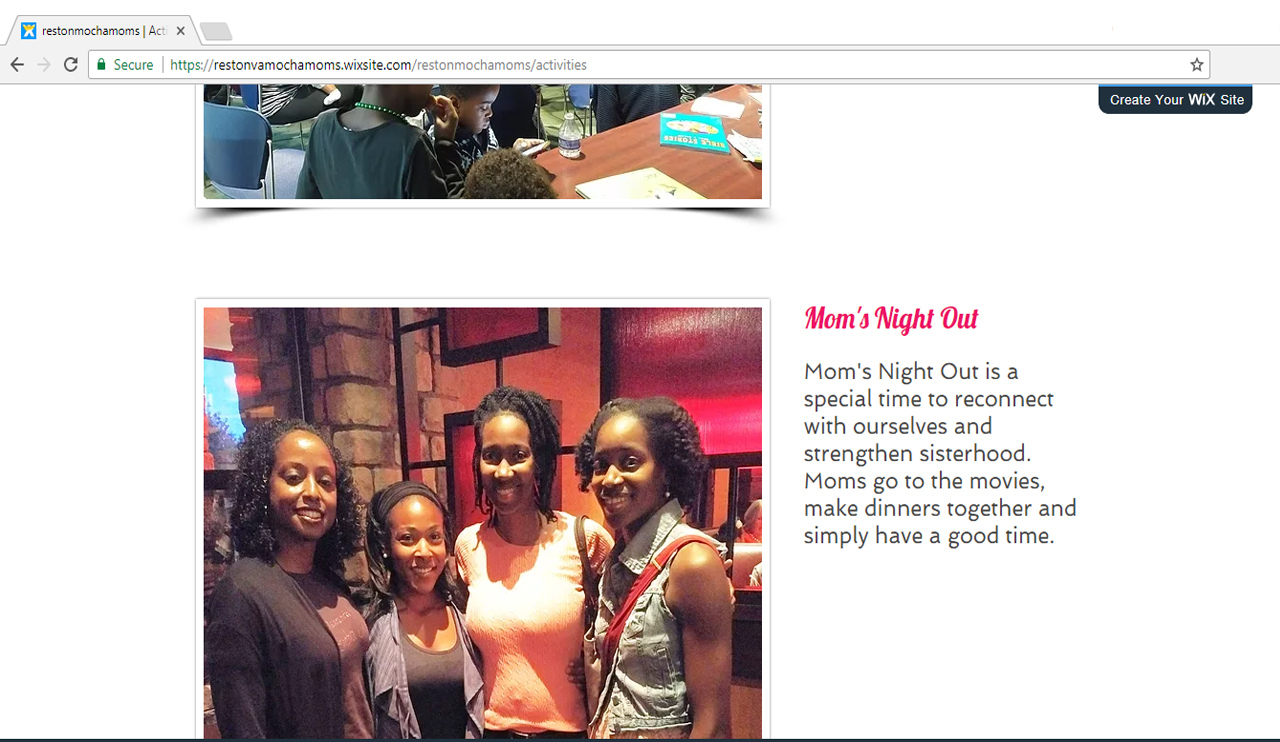 restonmochamoms | Acti
Secure
https://restonvamochamoms.wixsite.com/restonmochamoms/activities
Create Your WiX Site
BIBLE STORIES
Mom's Night Out
Mom's Night Out is a
special time to reconnect
with ourselves and
strengthen sisterhood.
Moms go to the movies,
make dinners together and
simply have a good time.